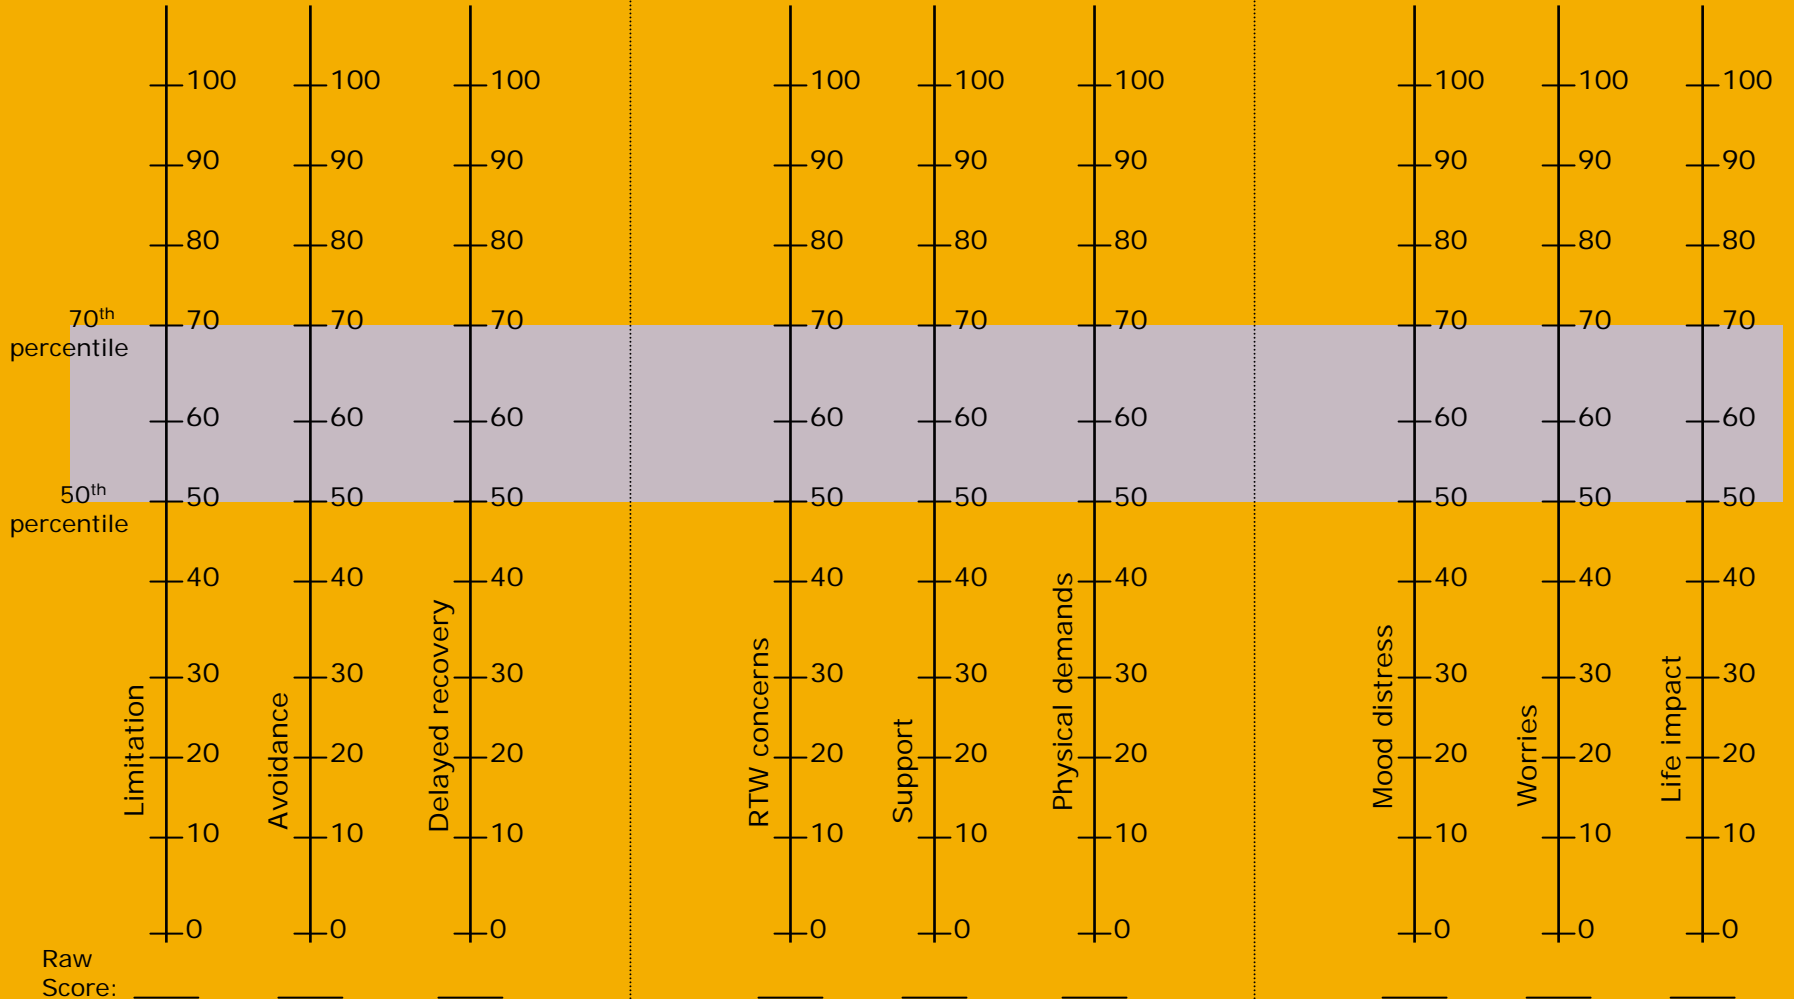 100 100 100 100 100 100 100 100 100
90 90 90 90 90 90 90 90 90
80 80 80 80 80 80 80 80 80
70th
percentile
70 70 70 70 70 70 70 70 70
60 60 60 60 60 60 60 60 60
50th
percentile
50 50 50 50 50 50 50 50 50
40 40 40 40 40 40 40 40 40
30 30 30 30 30 30 30 30 30
20 20 20 20 20 20 20 20 20
10 10 10 10 10 10 10 10 10
0 0 0 0 0 0 0 0 0
Limitation
Avoidance
Delayed recovery
RTW concerns
Support
Physical demands
Mood distress
Worries
Life impact
Raw
Score: